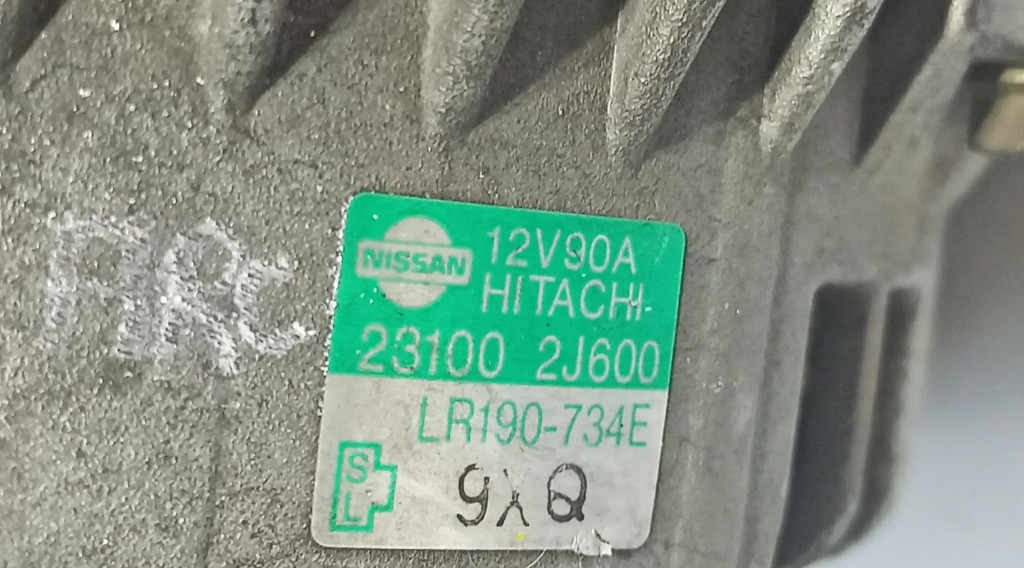 NISSAN
12V90A
HITACHI
23100 2J600
LR190-734E
S
L
9XQ